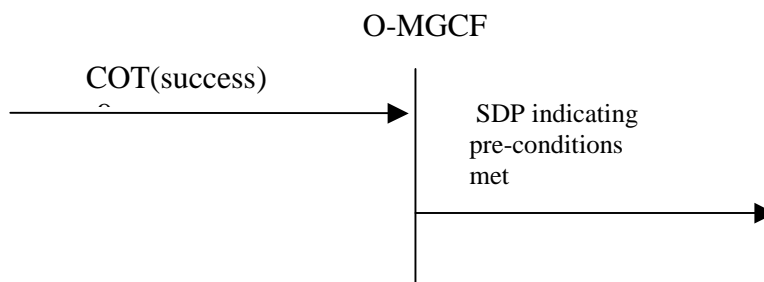 O-MGCF
COT(success)
SDP indicating
pre-conditions
met